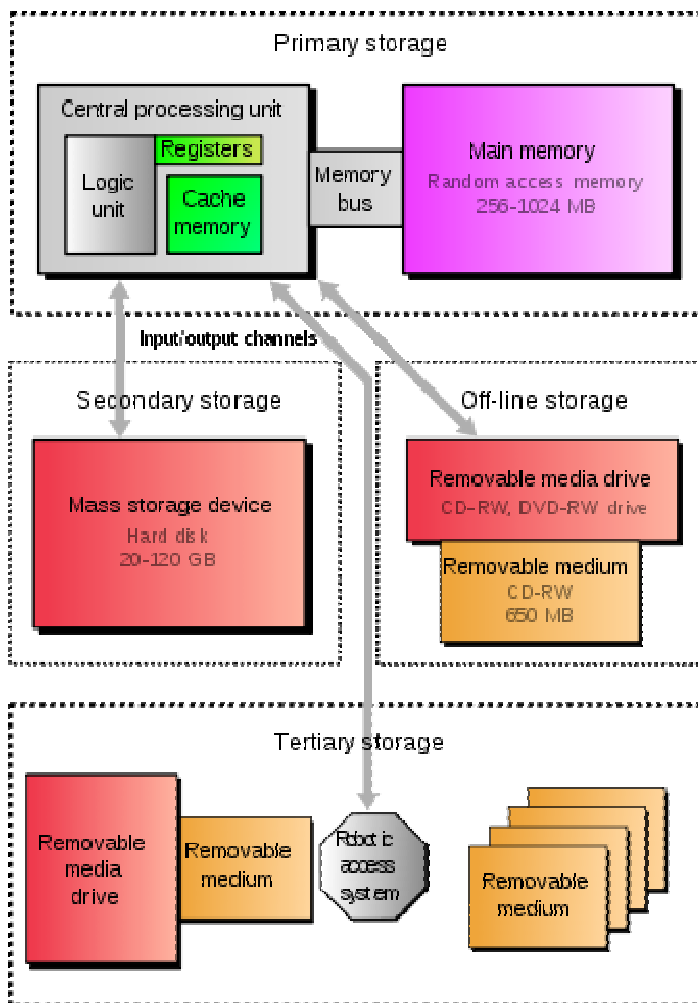 Primary storage
Central processing unit
Logic
unit
Registers
Cache
memory
Memory
bus
Main memory
Random access memory
256-1024 MB
Input/output channels
Secondary storage
Mass storage device
Hard disk
20-120 GB
Off-line storage
Removable media drive
CD-RW, DVD-RW drive
Removable medium
CD-RW
650 MB
Tertiary storage
Removable
media
drive
Removable
medium
Robotic
access
system
Removable
medium